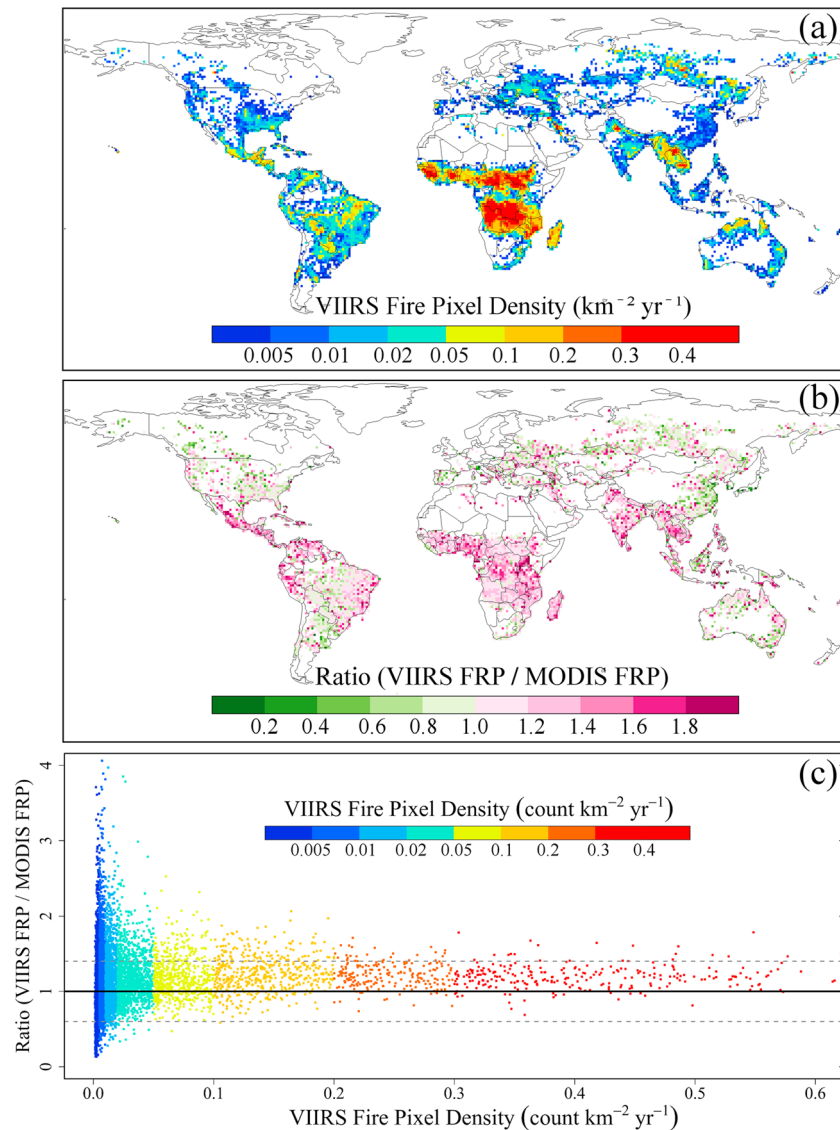 (a)
VIIRS Fire Pixel Density (km⁻² yr⁻¹)
0.005 0.01 0.02 0.05 0.1 0.2 0.3 0.4
(b)
Ratio (VIIRS FRP / MODIS FRP)
0.2 0.4 0.6 0.8 1.0 1.2 1.4 1.6 1.8
(c)
VIIRS Fire Pixel Density (count km⁻² yr⁻¹)
0.005 0.01 0.02 0.05 0.1 0.2 0.3 0.4
Ratio (VIIRS FRP / MODIS FRP)
4
3
2
1
0
0.0 0.1 0.2 0.3 0.4 0.5 0.6
VIIRS Fire Pixel Density (count km⁻² yr⁻¹)